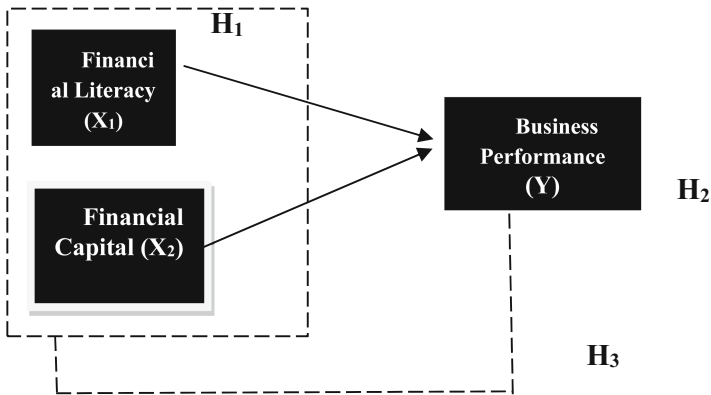 H₁
Financi
al Literacy
(X₁)
Business
Performance
(Y)
H₂
Financial
Capital (X₂)
H₃